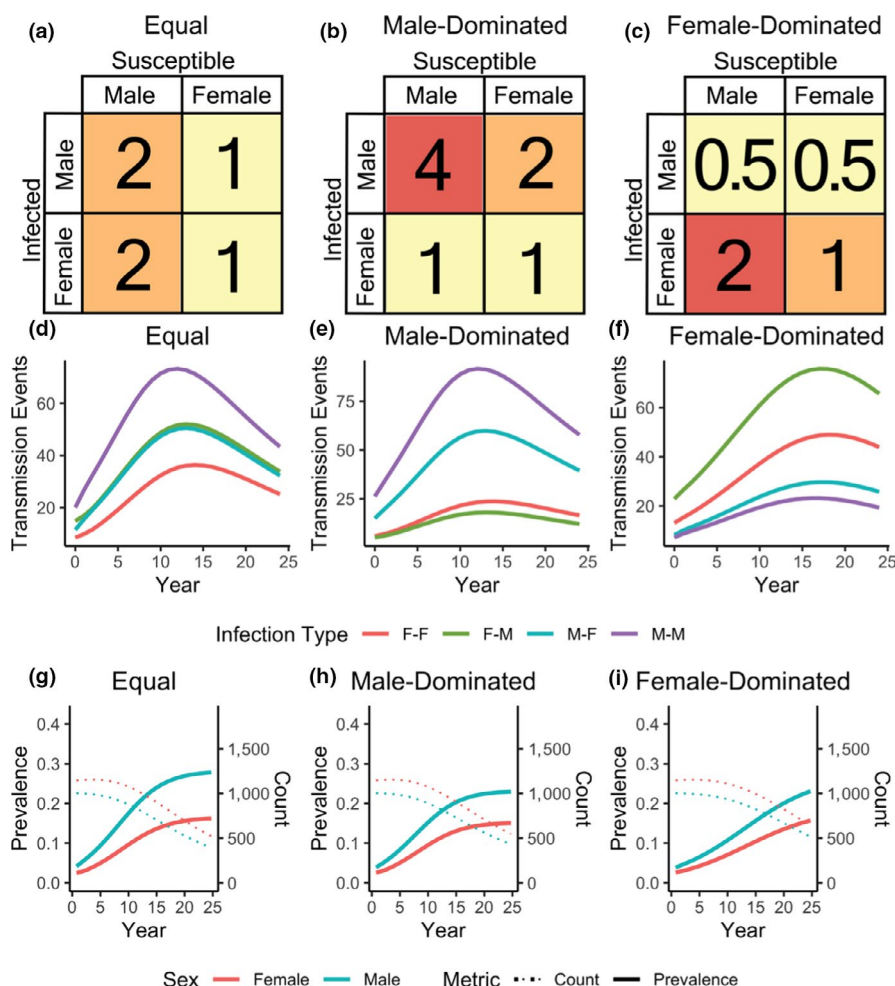 (a) Equal (b) Male-Dominated (c) Female-Dominated
Susceptible Susceptible Susceptible
Male Female Male Female Male Female
Infected Male 2 1 Infected Male 4 2 Infected Male 0.5 0.5
Female 2 1 Female 1 1 Female 2 1
(d) Equal (e) Male-Dominated (f) Female-Dominated
Transmission Events Transmission Events Transmission Events
60 40 20 75 50 25 60 40 20
0 5 10 15 20 25 0 5 10 15 20 25 0 5 10 15 20 25
Year Year Year
Infection Type F-F F-M M-F M-M
(g) Equal (h) Male-Dominated (i) Female-Dominated
Prevalence Count Prevalence Count Prevalence Count
0.4 0.3 0.2 0.1 0.0 1,500 1,000 500 0 0.4 0.3 0.2 0.1 0.0 1,500 1,000 500 0 0.4 0.3 0.2 0.1 0.0 1,500 1,000 500 0
0 5 10 15 20 25 0 5 10 15 20 25 0 5 10 15 20 25
Year Year Year
Sex Female Male Metric Count Prevalence